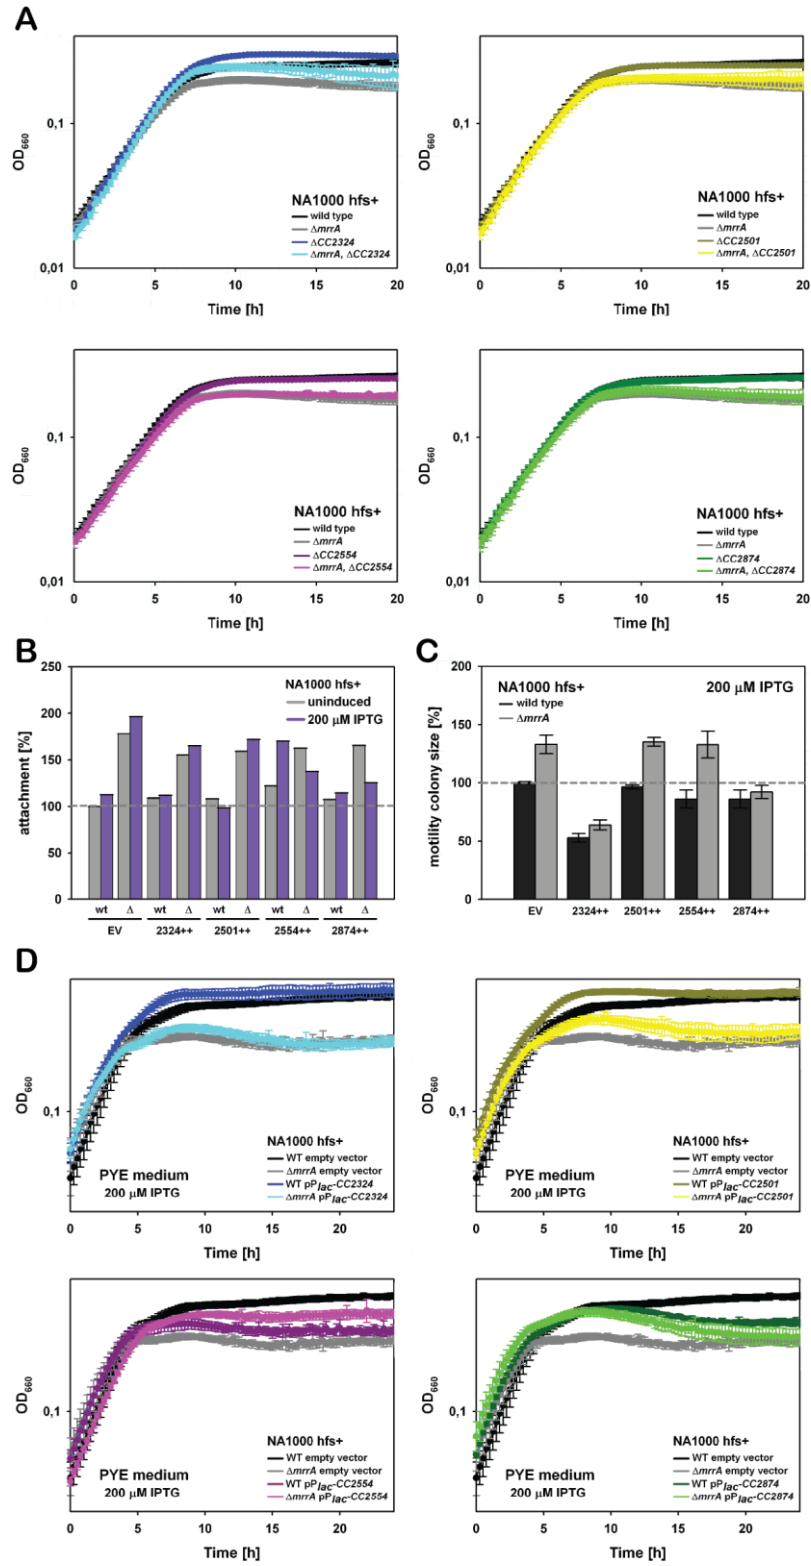 A
OD660
0,1
0,01
0 5 10 15 20
Time [h]
NA1000 hfs+
wild type
ΔmrrA
ΔCC2324
ΔmrrA, ΔCC2324
OD660
0,1
0,01
0 5 10 15 20
Time [h]
NA1000 hfs+
wild type
ΔmrrA
ΔCC2501
ΔmrrA, ΔCC2501
OD660
0,1
0,01
0 5 10 15 20
Time [h]
NA1000 hfs+
wild type
ΔmrrA
ΔCC2554
ΔmrrA, ΔCC2554
OD660
0,1
0,01
0 5 10 15 20
Time [h]
NA1000 hfs+
wild type
ΔmrrA
ΔCC2874
ΔmrrA, ΔCC2874
B
attachment [%]
250
200
150
100
50
0
NA1000 hfs+
uninduced
200 µM IPTG
wt Δ wt Δ wt Δ wt Δ wt Δ
EV 2324++ 2501++ 2554++ 2874++
C
motility colony size [%]
200
150
100
50
0
NA1000 hfs+
wild type
ΔmrrA
200 µM IPTG
EV 2324++ 2501++ 2554++ 2874++
D
OD660
0,1
0 5 10 15 20
Time [h]
PYE medium
200 µM IPTG
NA1000 hfs+
WT empty vector
ΔmrrA empty vector
WT pPlac-CC2324
ΔmrrA pPlac-CC2324
OD660
0,1
0 5 10 15 20
Time [h]
PYE medium
200 µM IPTG
NA1000 hfs+
WT empty vector
ΔmrrA empty vector
WT pPlac-CC2501
ΔmrrA pPlac-CC2501
OD660
0,1
0 5 10 15 20
Time [h]
PYE medium
200 µM IPTG
NA1000 hfs+
WT empty vector
ΔmrrA empty vector
WT pPlac-CC2554
ΔmrrA pPlac-CC2554
OD660
0,1
0 5 10 15 20
Time [h]
PYE medium
200 µM IPTG
NA1000 hfs+
WT empty vector
ΔmrrA empty vector
WT pPlac-CC2874
ΔmrrA pPlac-CC2874